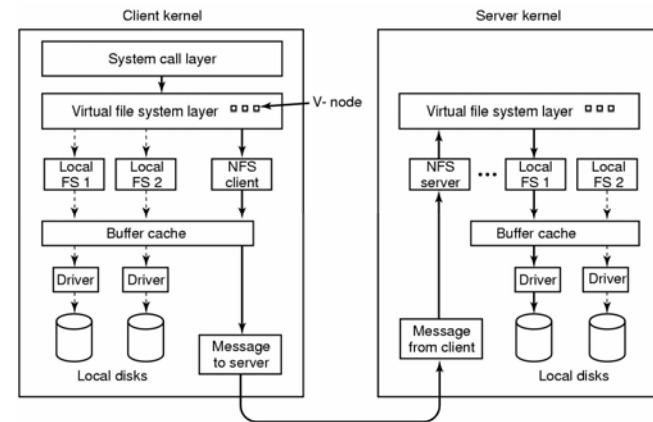 Client kernel
Server kernel
System call layer
Virtual file system layer
V- node
Virtual file system layer
Local
FS 1
Local
FS 2
NFS
client
NFS
server
Local
FS 1
Local
FS 2
Buffer cache
Buffer cache
Driver
Driver
Driver
Driver
Message
to server
Message
from client
Local disks
Local disks